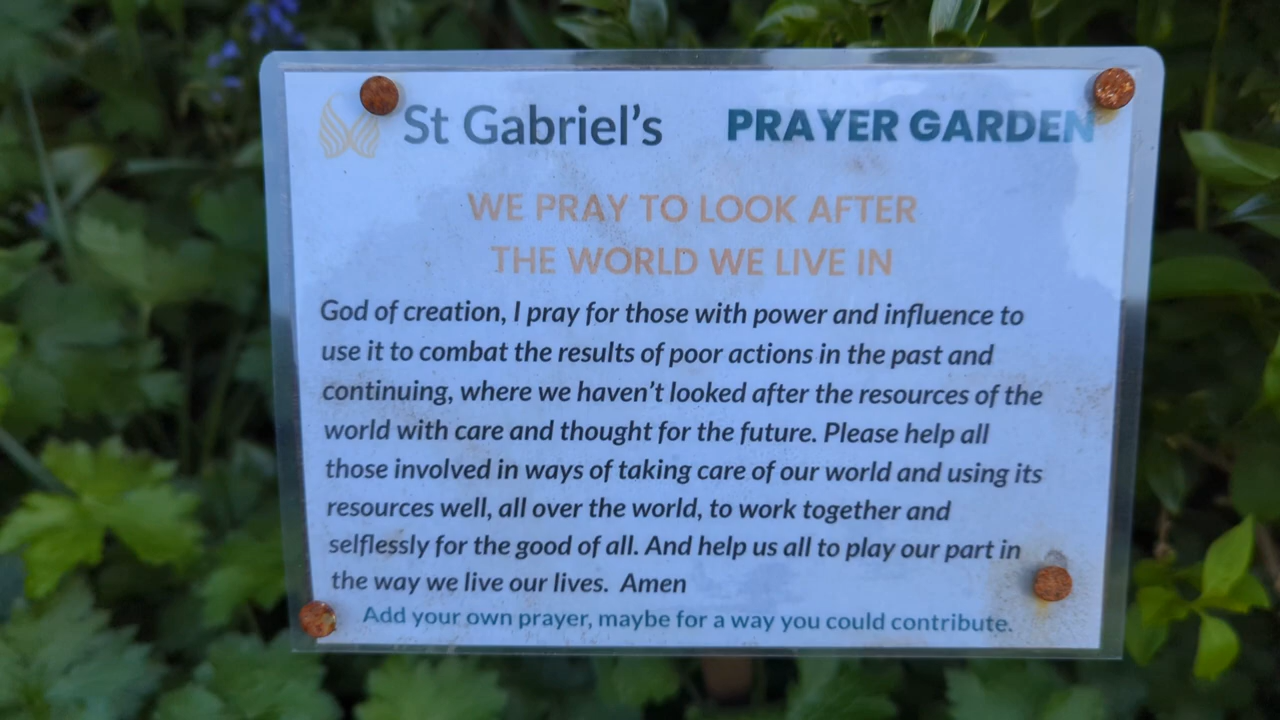 St Gabriel's PRAYER GARDEN
WE PRAY TO LOOK AFTER
THE WORLD WE LIVE IN
God of creation, I pray for those with power and influence to
use it to combat the results of poor actions in the past and
continuing, where we haven't looked after the resources of the
world with care and thought for the future. Please help all
those involved in ways of taking care of our world and using its
resources well, all over the world, to work together and
selflessly for the good of all. And help us all to play our part in
the way we live our lives. Amen
Add your own prayer, maybe for a way you could contribute.